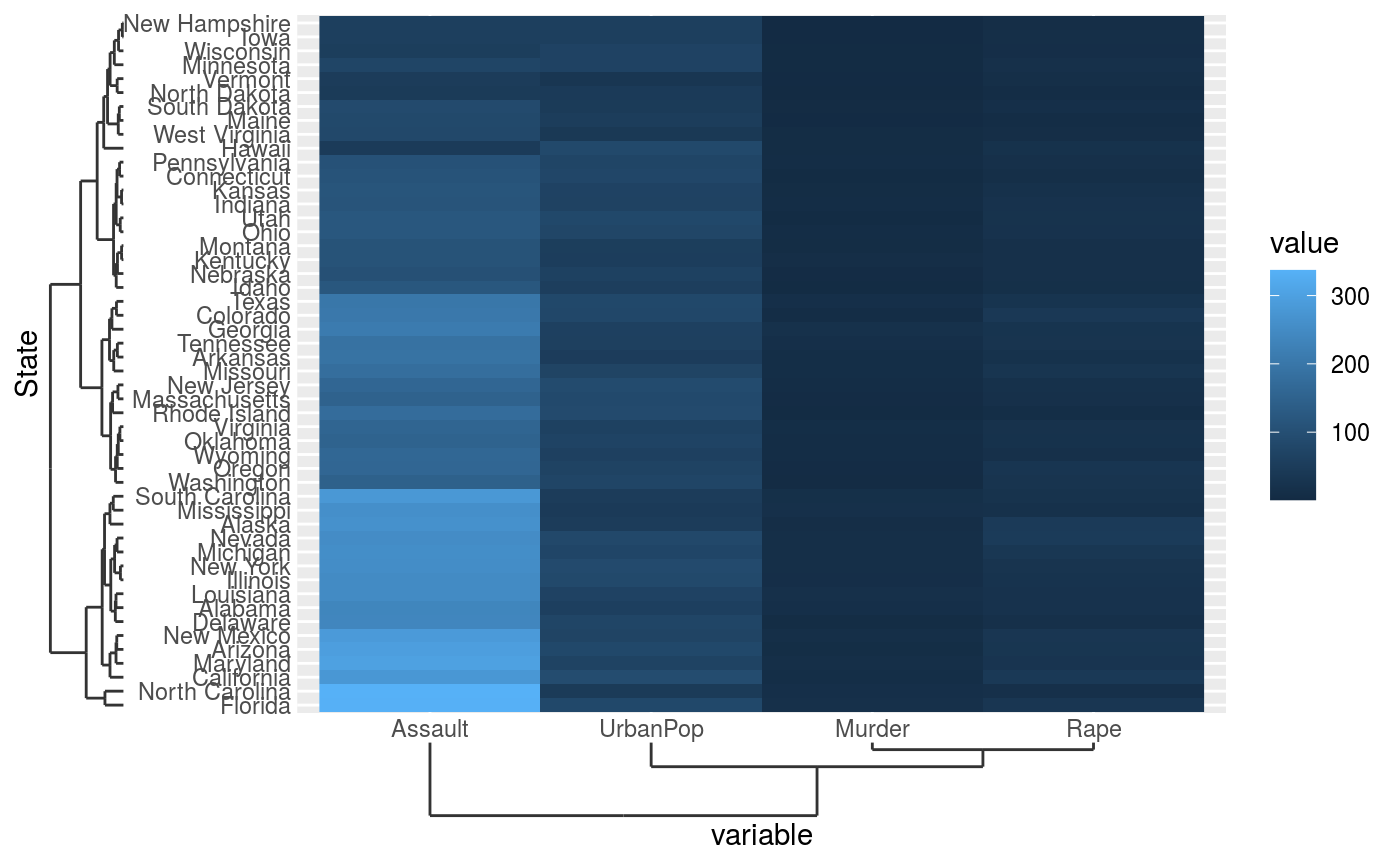 New Hampshire
Iowa
Wisconsin
Minnesota
Vermont
North Dakota
South Dakota
Maine
West Virginia
Hawaii
Pennsylvania
Connecticut
Kansas
Indiana
Utah
Ohio
Montana
Kentucky
Nebraska
Idaho
Texas
Colorado
Georgia
Tennessee
Arkansas
Missouri
New Jersey
Massachusetts
Rhode Island
Virginia
Oklahoma
Wyoming
Oregon
Washington
South Carolina
Mississippi
Alaska
Nevada
Michigan
New York
Illinois
Louisiana
Alabama
Delaware
New Mexico
Arizona
Maryland
California
North Carolina
Florida
State
Assault UrbanPop Murder Rape
variable
value
300
200
100